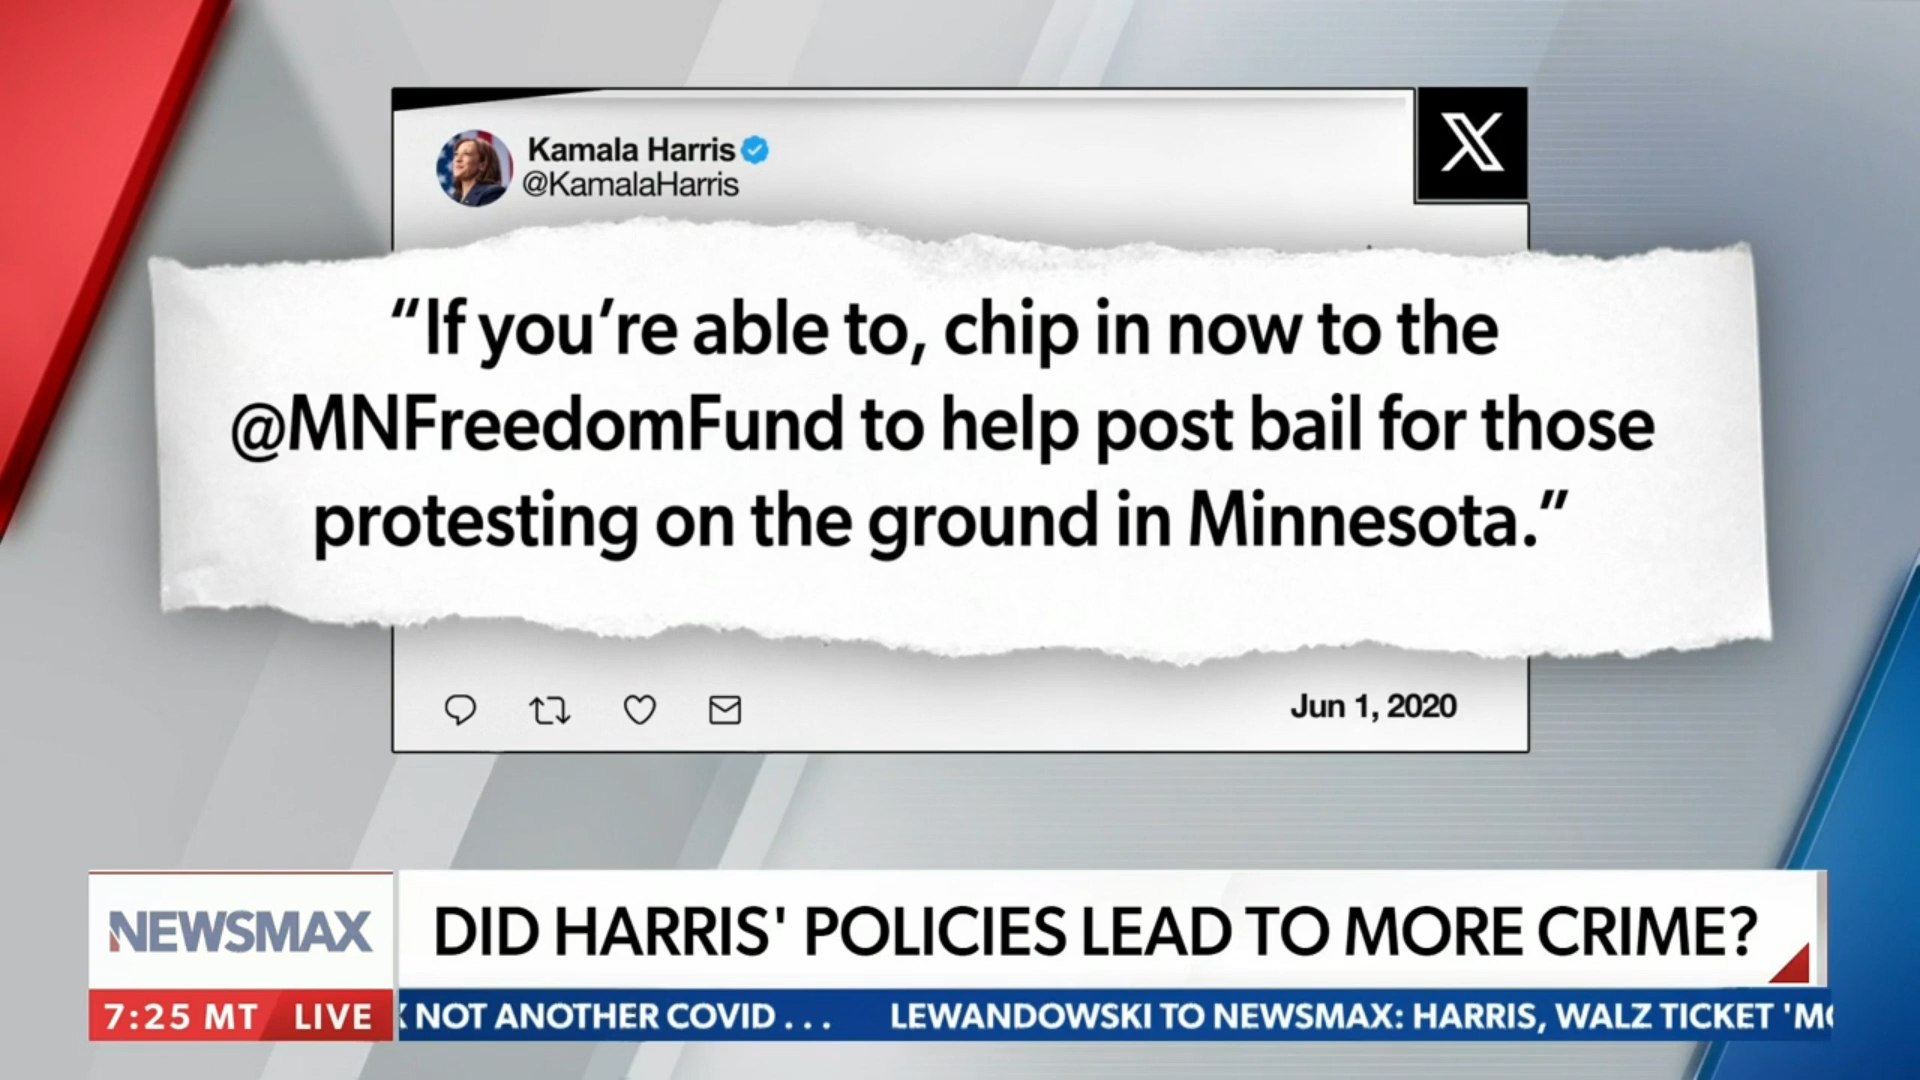 Kamala Harris
@KamalaHarris
X
“If you’re able to, chip in now to the
@MNFreedomFund to help post bail for those
protesting on the ground in Minnesota.”
Jun 1, 2020
NEWSMAX
DID HARRIS' POLICIES LEAD TO MORE CRIME?
7:25 MT LIVE
NOT ANOTHER COVID . . . LEWANDOWSKI TO NEWSMAX: HARRIS, WALZ TICKET